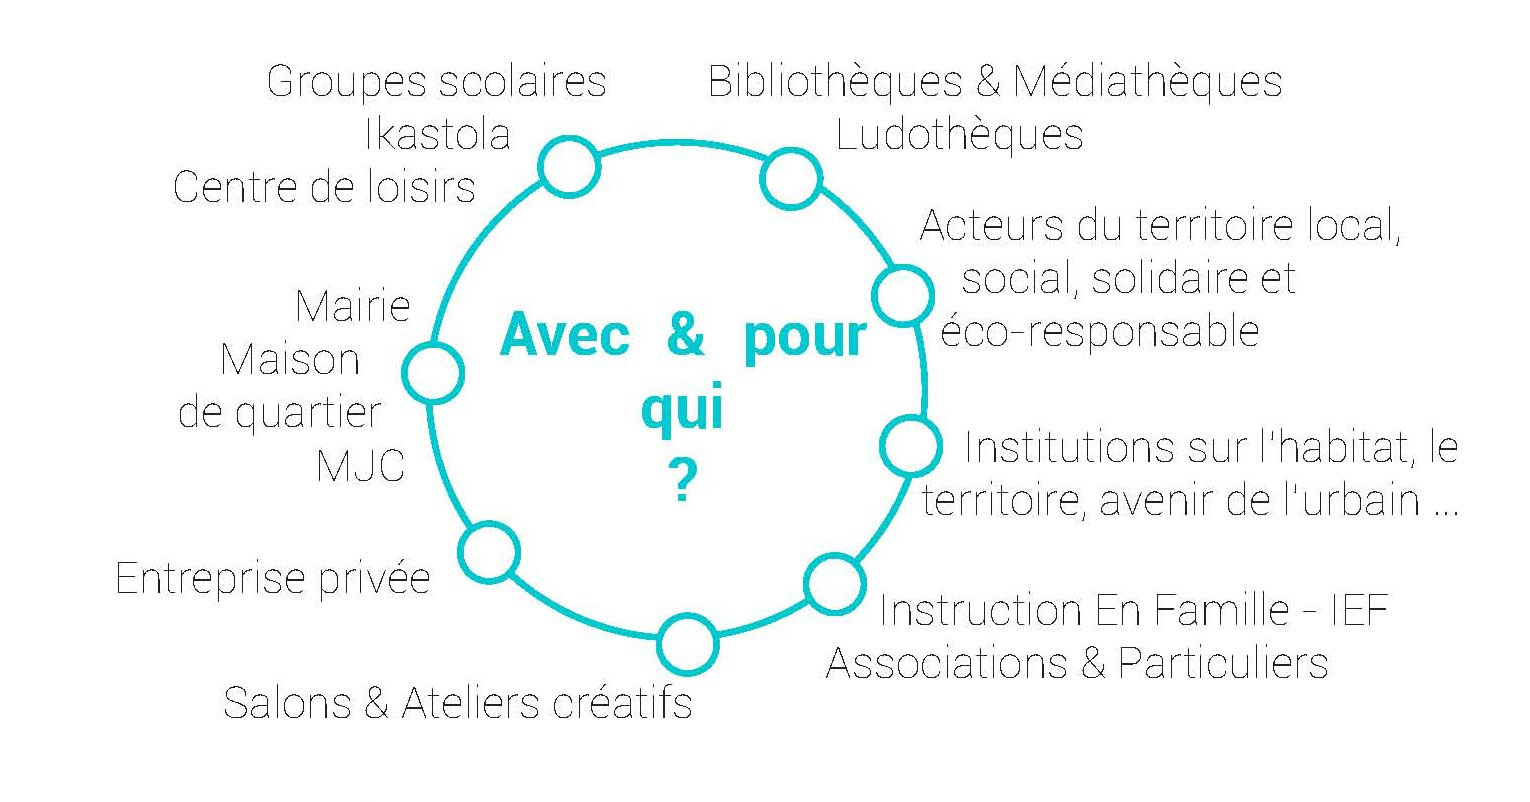 Groupes scolaires
Ikastola
Centre de loisirs
Bibliothèques & Médiathèques
Ludothèques
Acteurs du territoire local,
social, solidaire et
éco-responsable
Mairie
Maison
de quartier
MJC
Avec & pour
qui
?
Institutions sur l'habitat, le
territoire, avenir de l'urbain ...
Entreprise privée
Instruction En Famille - IEF
Associations & Particuliers
Salons & Ateliers créatifs